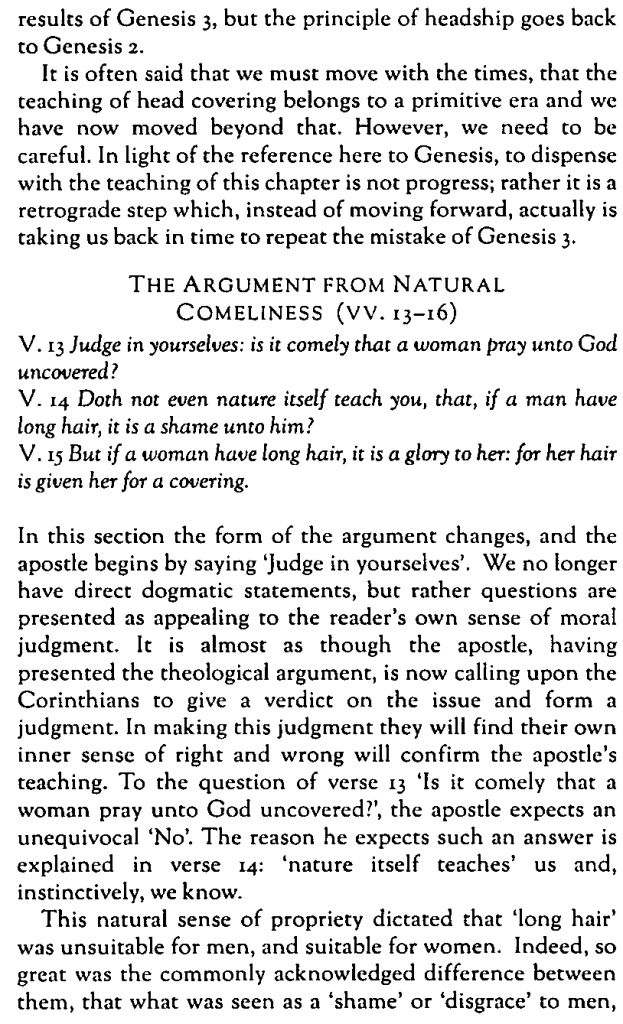 results of Genesis 3, but the principle of headship goes back
to Genesis 2.
It is often said that we must move with the times, that the
teaching of head covering belongs to a primitive era and we
have now moved beyond that. However, we need to be
careful. In light of the reference here to Genesis, to dispense
with the teaching of this chapter is not progress; rather it is a
retrograde step which, instead of moving forward, actually is
taking us back in time to repeat the mistake of Genesis 3.
THE ARGUMENT FROM NATURAL
COMELINESS (VV. 13–16)
V. 13 Judge in yourselves: is it comely that a woman pray unto God
uncovered?
V. 14 Doth not even nature itself teach you, that, if a man have
long hair, it is a shame unto him?
V. 15 But if a woman have long hair, it is a glory to her: for her hair
is given her for a covering.
In this section the form of the argument changes, and the
apostle begins by saying ‘Judge in yourselves’. We no longer
have direct dogmatic statements, but rather questions are
presented as appealing to the reader’s own sense of moral
judgment. It is almost as though the apostle, having
presented the theological argument, is now calling upon the
Corinthians to give a verdict on the issue and form a
judgment. In making this judgment they will find their own
inner sense of right and wrong will confirm the apostle’s
teaching. To the question of verse 13 ‘Is it comely that a
woman pray unto God uncovered?’, the apostle expects an
unequivocal ‘No’. The reason he expects such an answer is
explained in verse 14: ‘nature itself teaches’ us and,
instinctively, we know.
This natural sense of propriety dictated that ‘long hair’
was unsuitable for men, and suitable for women. Indeed, so
great was the commonly acknowledged difference between
them, that what was seen as a ‘shame’ or ‘disgrace’ to men,